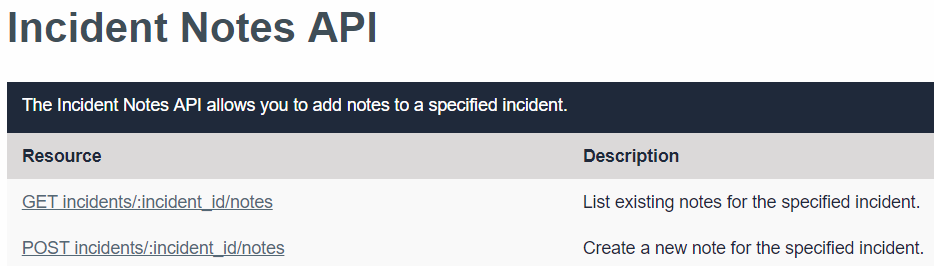 Incident Notes API
The Incident Notes API allows you to add notes to a specified incident.
Resource Description
GET incidents/:incident_id/notes List existing notes for the specified incident.
POST incidents/:incident_id/notes Create a new note for the specified incident.